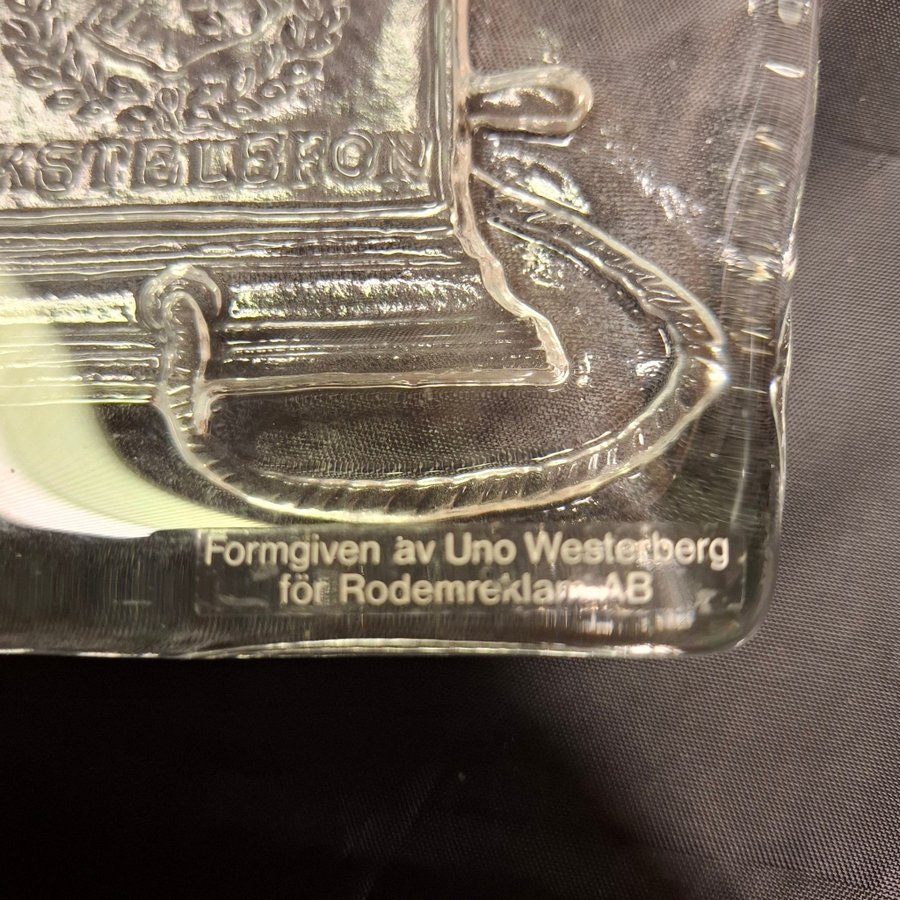 KSTELEFON
Formgiven av Uno Westerberg
för Rodemreklam AB